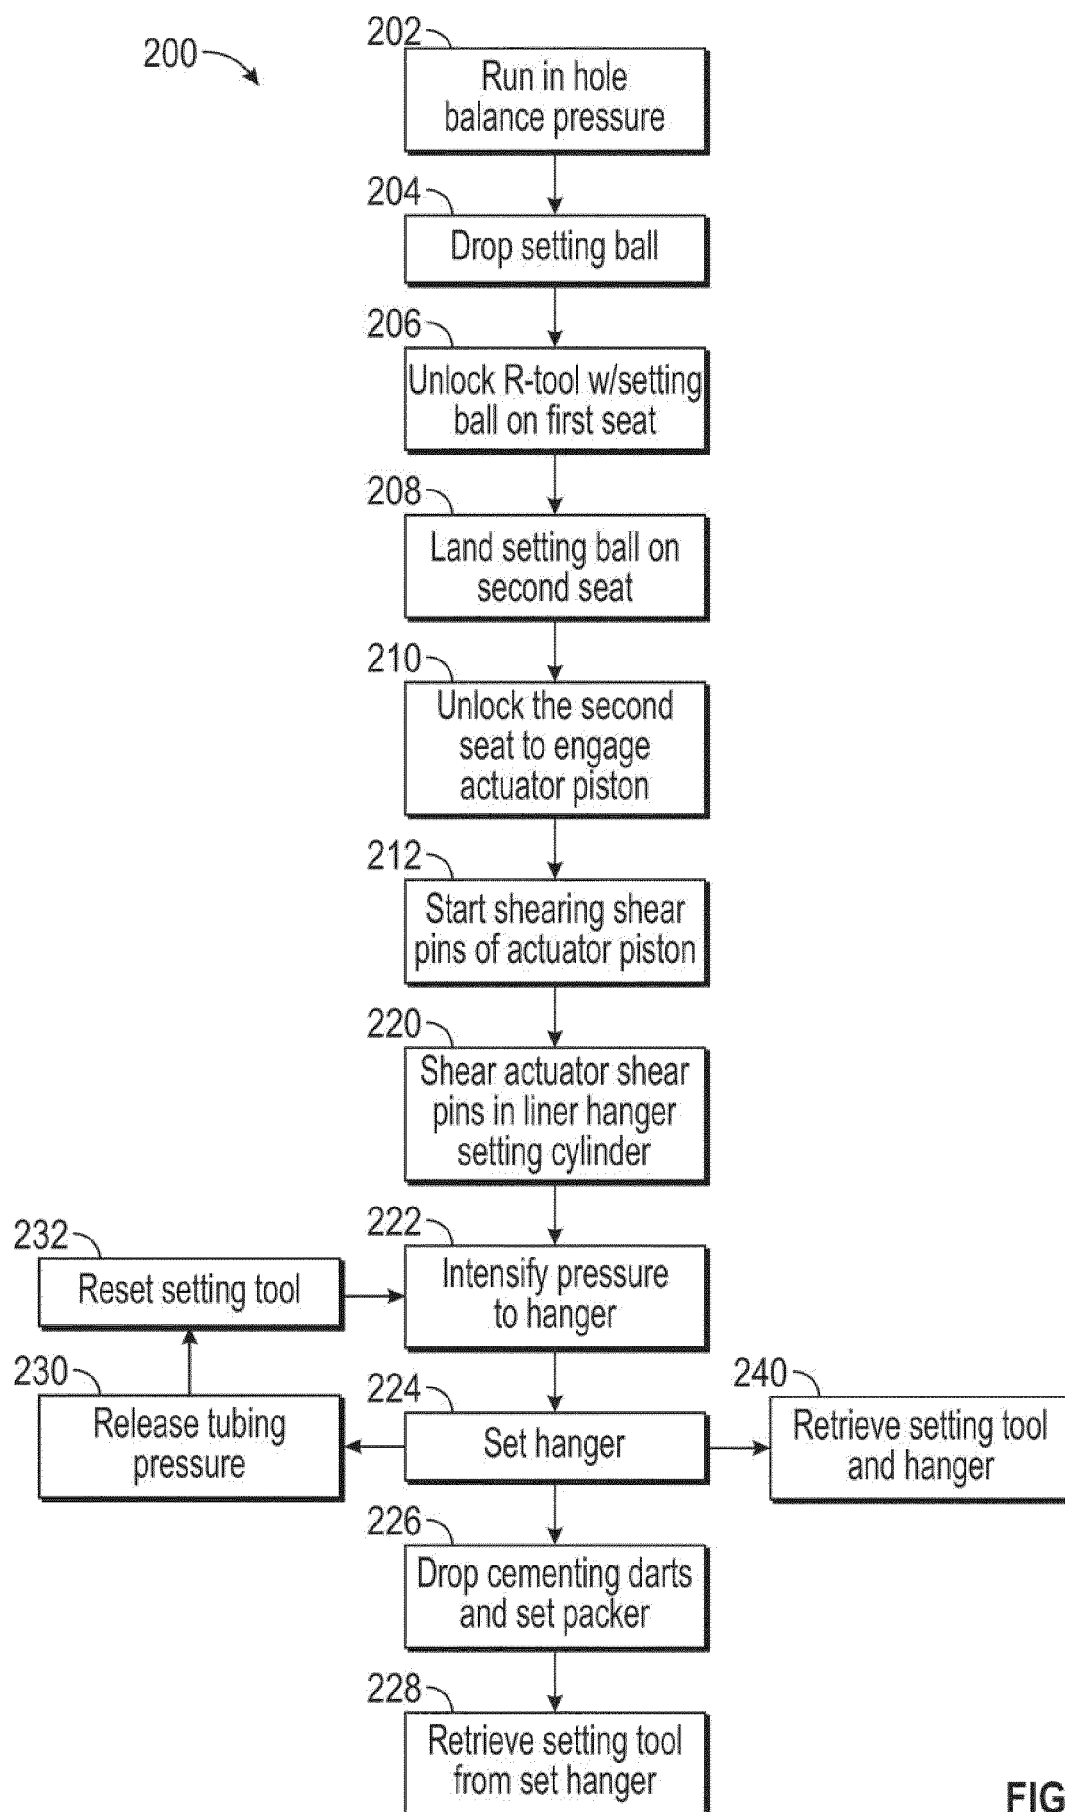 200
202
Run in hole
balance pressure
204
Drop setting ball
206
Unlock R-tool w/setting
ball on first seat
208
Land setting ball on
second seat
210
Unlock the second
seat to engage
actuator piston
212
Start shearing shear
pins of actuator piston
220
Shear actuator shear
pins in liner hanger
setting cylinder
232
Reset setting tool
222
Intensify pressure
to hanger
230
Release tubing
pressure
224
Set hanger
240
Retrieve setting tool
and hanger
226
Drop cementing darts
and set packer
228
Retrieve setting tool
from set hanger
FIG